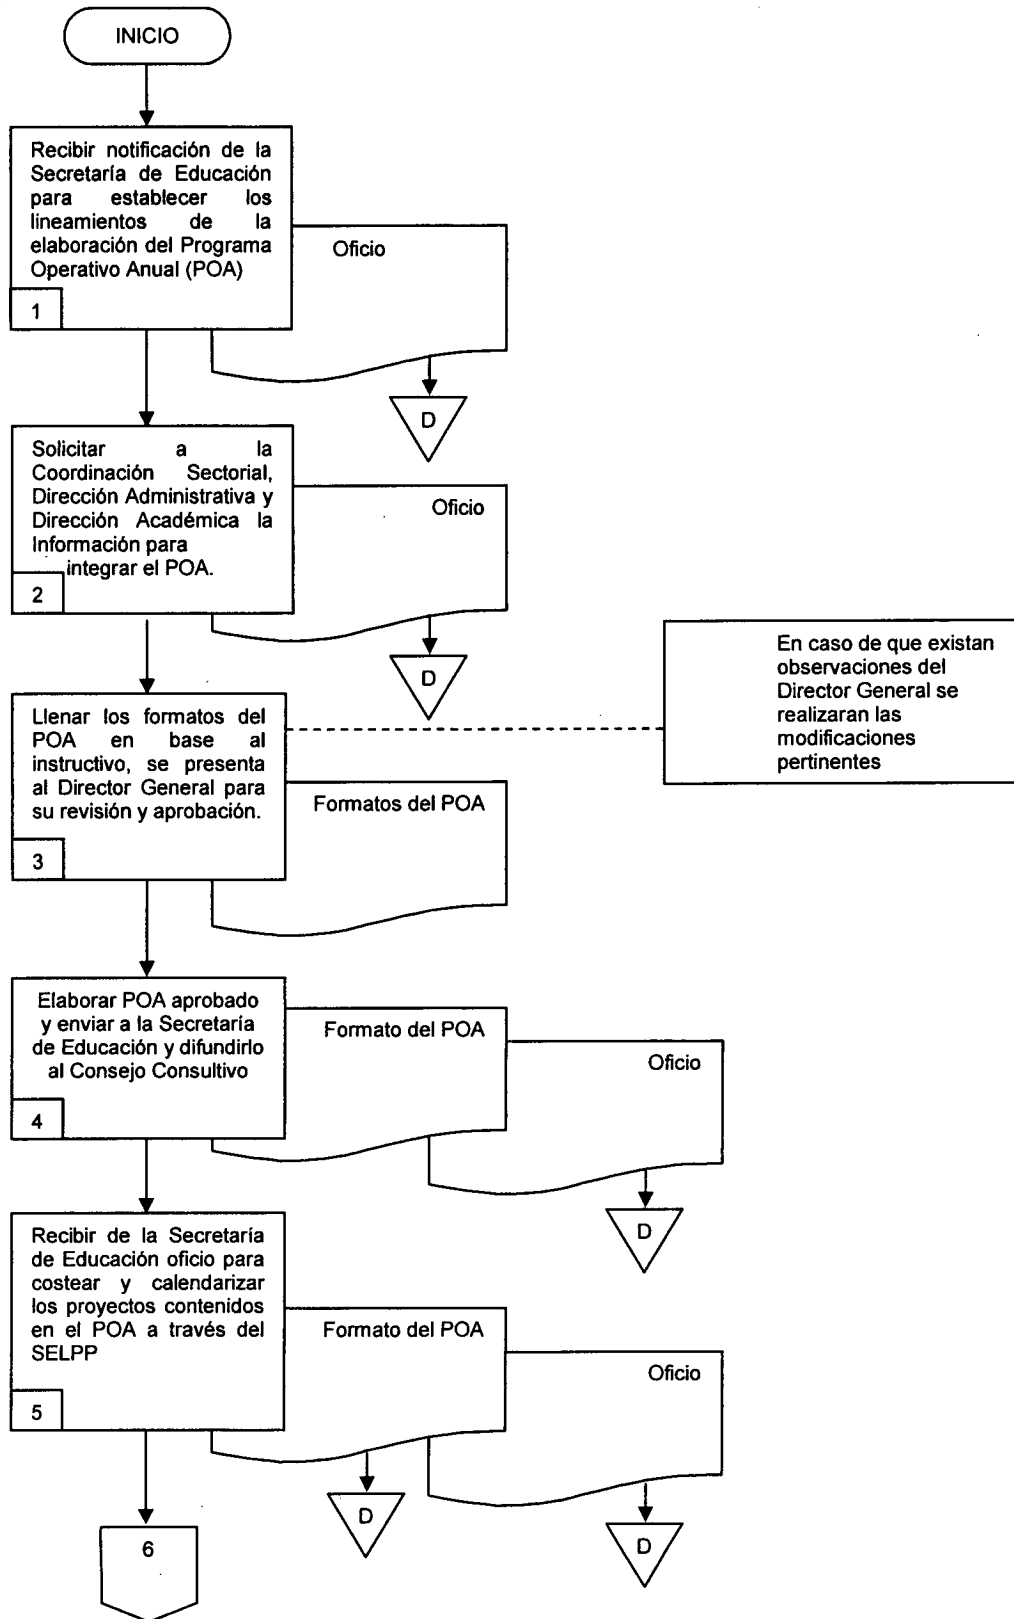 INICIO
Recibir notificación de la
Secretaría de Educación
para establecer los
lineamientos de la
elaboración del Programa
Operativo Anual (POA)
1
Oficio
D
Solicitar a la
Coordinación Sectorial,
Dirección Administrativa y
Dirección Académica la
Información para
integrar el POA.
2
Oficio
D
Llenar los formatos del
POA en base al
instructivo, se presenta
al Director General para
su revisión y aprobación.
3
Formatos del POA
En caso de que existan
observaciones del
Director General se
realizaran las
modificaciones
pertinentes
Elaborar POA aprobado
y enviar a la Secretaría
de Educación y difundirlo
al Consejo Consultivo
4
Formato del POA
Oficio
D
Recibir de la Secretaría
de Educación oficio para
costear y calendarizar
los proyectos contenidos
en el POA a través del
SELPP
5
Formato del POA
Oficio
D
D
6